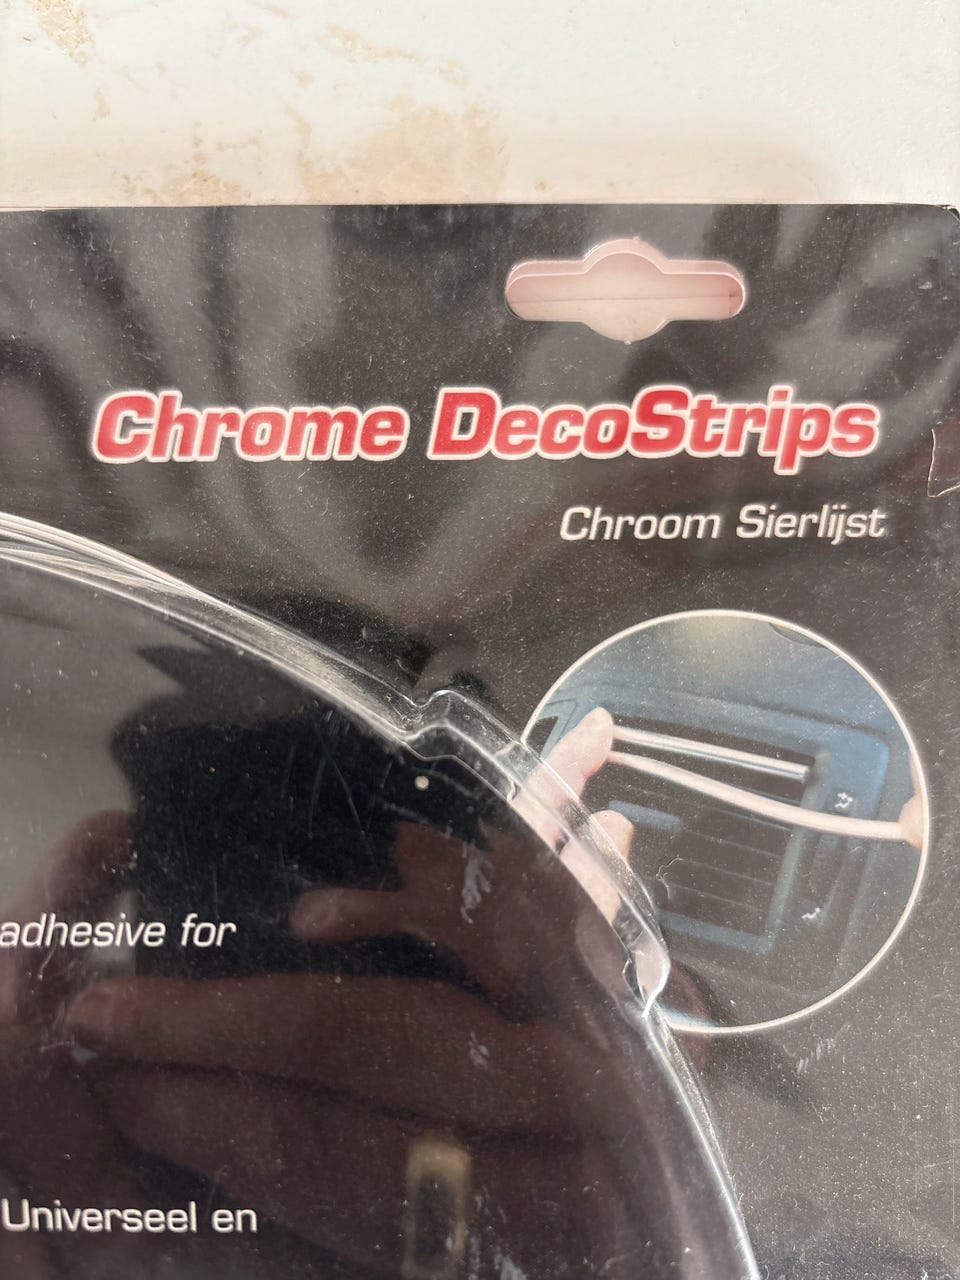 Chrome DecoStrips
Chroom Sierlijst
adhesive for
Universeel en